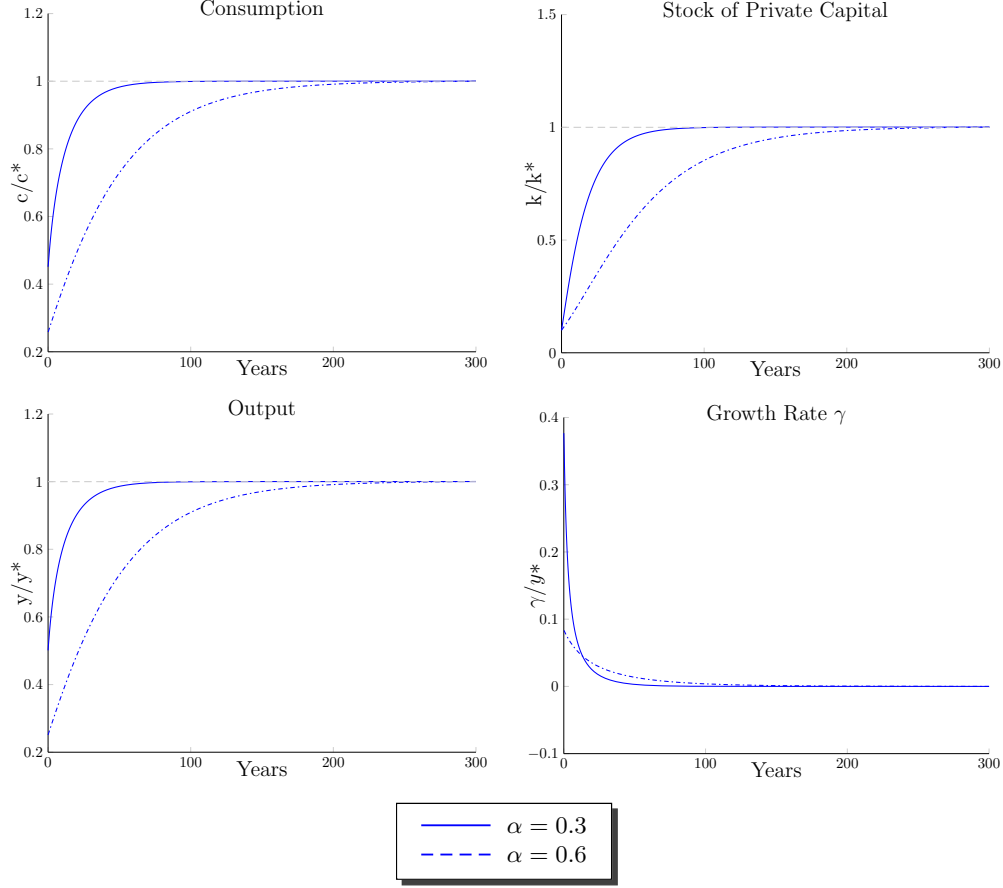 Consumption
1.2
1
0.8
0.6
0.4
0.2
c/c*
0
100
200
300
Years
Stock of Private Capital
1.5
1
0.5
0
k/k*
0
100
200
300
Years
Output
1.2
1
0.8
0.6
0.4
0.2
y/y*
0
100
200
300
Years
Growth Rate γ
0.4
0.3
0.2
0.1
0
−0.1
γ/y*
0
100
200
300
Years
α = 0.3
α = 0.6